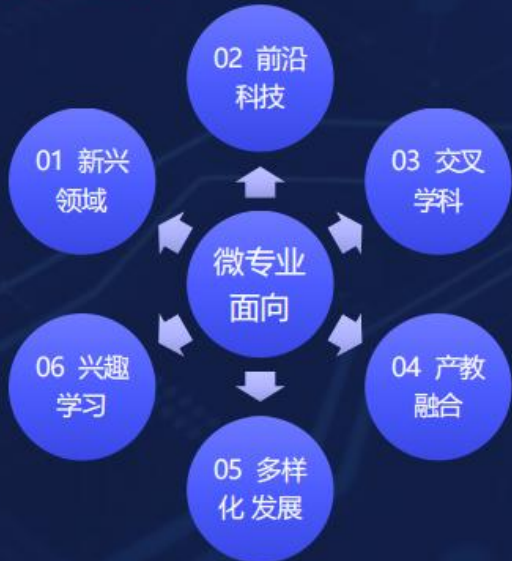 02 前沿
科技
01 新兴
领域
03 交叉
学科
微专业
面向
06 兴趣
学习
04 产教
融合
05 多样
化 发展